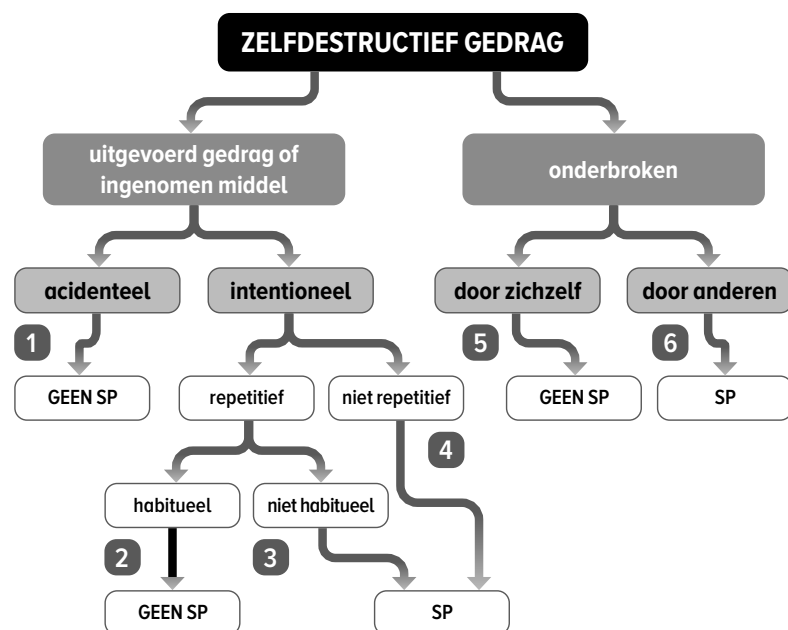 ZELFDESTRUCTIEF GEDRAG
uitgevoerd gedrag of
ingenomen middel
onderbroken
acidenteel
intentioneel
door zichzelf
door anderen
1
5
6
GEEN SP
repetitief
niet repetitief
GEEN SP
SP
4
habitueel
niet habitueel
2
3
GEEN SP
SP